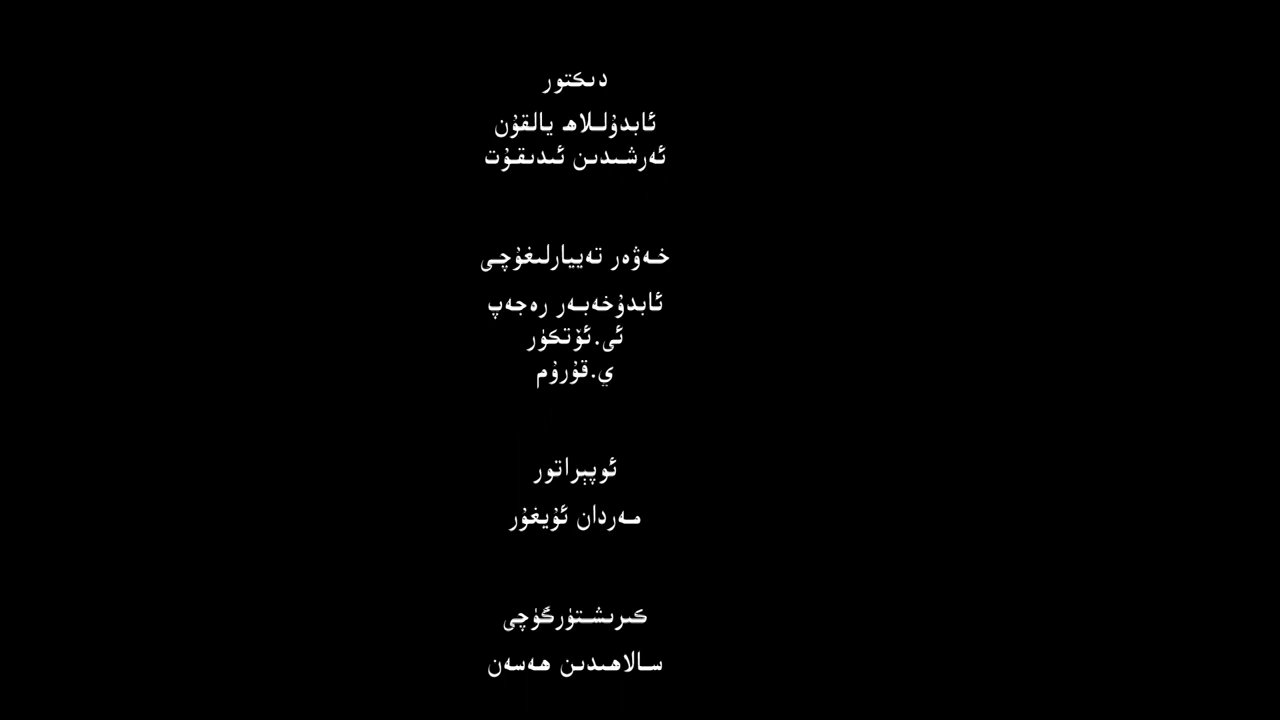 دىكتور
ئابدۇللاھ يالقۇن
ئەرشىدىن ئىدىقۇت
خەۋەر تەييارلىغۇچى
ئابدۇخەبەر رەجەپ
ئى.ئۆتكۈر
ي.قۇرۇم
ئوپېراتور
مەردان ئۇيغۇر
كىرىشتۈرگۈچى
سالاھىدىن ھەسەن